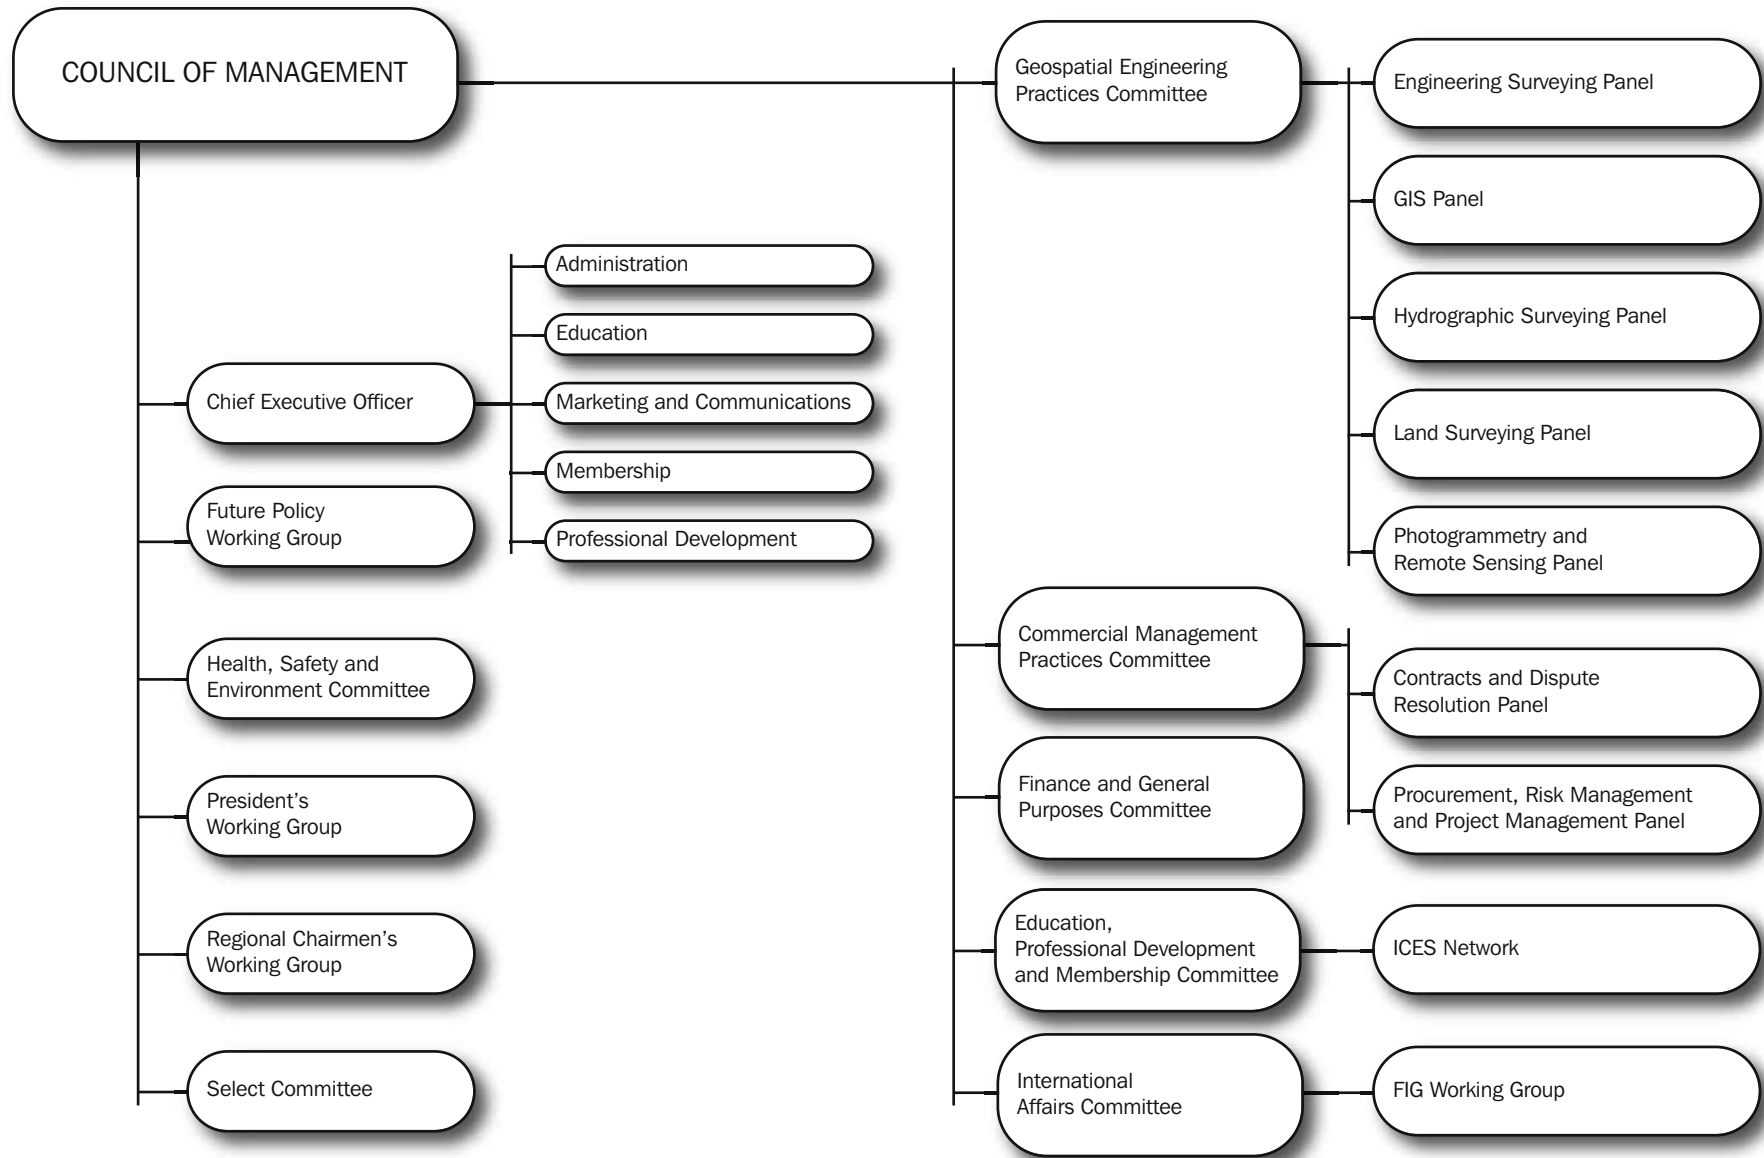 COUNCIL OF MANAGEMENT
Chief Executive Officer
Administration
Education
Marketing and Communications
Membership
Professional Development
Future Policy
Working Group
Health, Safety and
Environment Committee
President’s
Working Group
Regional Chairmen’s
Working Group
Select Committee
Geospatial Engineering
Practices Committee
Engineering Surveying Panel
GIS Panel
Hydrographic Surveying Panel
Land Surveying Panel
Photogrammetry and
Remote Sensing Panel
Commercial Management
Practices Committee
Contracts and Dispute
Resolution Panel
Procurement, Risk Management
and Project Management Panel
Finance and General
Purposes Committee
Education,
Professional Development
and Membership Committee
ICES Network
International
Affairs Committee
FIG Working Group